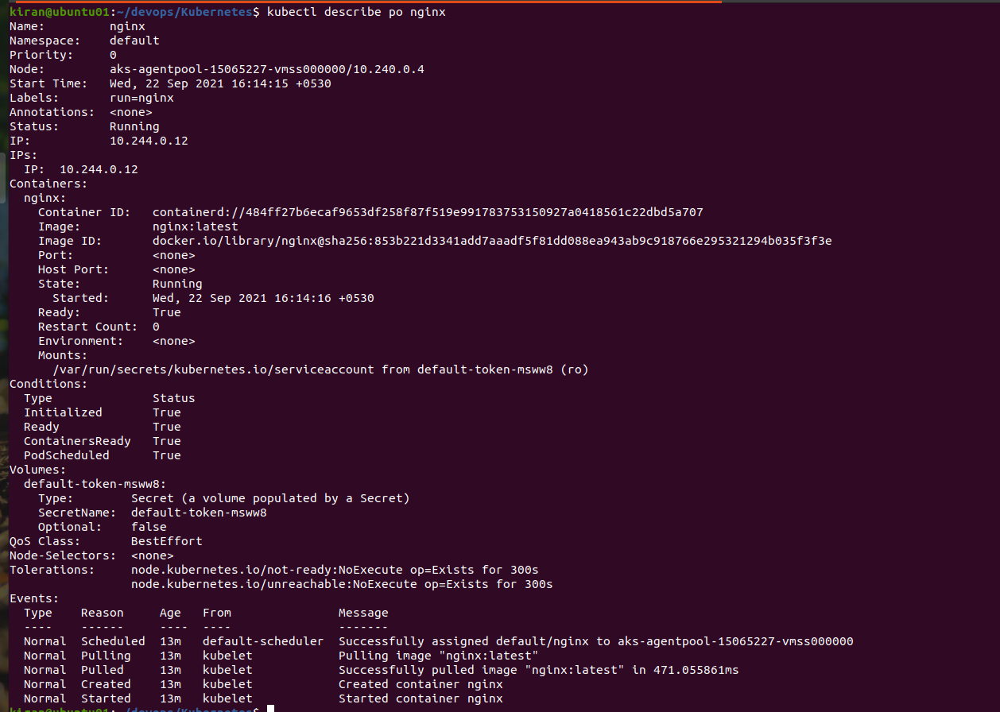 kiran@ubuntu01:~/devops/Kubernetes$ kubectl describe po nginx
Name:         nginx
Namespace:    default
Priority:     0
Node:         aks-agentpool-15065227-vmss000000/10.240.0.4
Start Time:   Wed, 22 Sep 2021 16:14:15 +0530
Labels:       run=nginx
Annotations:  <none>
Status:       Running
IP:           10.244.0.12
IPs:
  IP:  10.244.0.12
Containers:
  nginx:
    Container ID:   containerd://484ff27b6ecaf9653df258f87f519e991783753150927a0418561c22dbd5a707
    Image:          nginx:latest
    Image ID:       docker.io/library/nginx@sha256:853b221d3341add7aaadf5f81dd088ea943ab9c918766e295321294b035f3f3e
    Port:           <none>
    Host Port:      <none>
    State:          Running
      Started:      Wed, 22 Sep 2021 16:14:16 +0530
    Ready:          True
    Restart Count:  0
    Environment:    <none>
    Mounts:
      /var/run/secrets/kubernetes.io/serviceaccount from default-token-msww8 (ro)
Conditions:
  Type              Status
  Initialized       True
  Ready             True
  ContainersReady   True
  PodScheduled      True
Volumes:
  default-token-msww8:
    Type:        Secret (a volume populated by a Secret)
    SecretName:  default-token-msww8
    Optional:    false
QoS Class:       BestEffort
Node-Selectors:  <none>
Tolerations:     node.kubernetes.io/not-ready:NoExecute op=Exists for 300s
                 node.kubernetes.io/unreachable:NoExecute op=Exists for 300s
Events:
  Type    Reason     Age   From               Message
  ----    ------     ----  ----               -------
  Normal  Scheduled  13m   default-scheduler  Successfully assigned default/nginx to aks-agentpool-15065227-vmss000000
  Normal  Pulling    13m   kubelet            Pulling image "nginx:latest"
  Normal  Pulled     13m   kubelet            Successfully pulled image "nginx:latest" in 471.055861ms
  Normal  Created    13m   kubelet            Created container nginx
  Normal  Started    13m   kubelet            Started container nginx
kiran@ubuntu01:~/devops/Kubernetes$